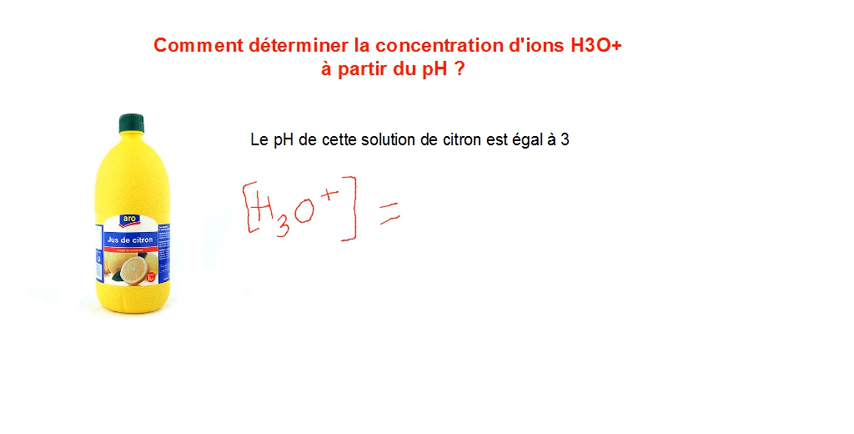 Comment déterminer la concentration d'ions H3O+
à partir du pH ?
Le pH de cette solution de citron est égal à 3
[H₃O⁺] =
aro
Jus de citron